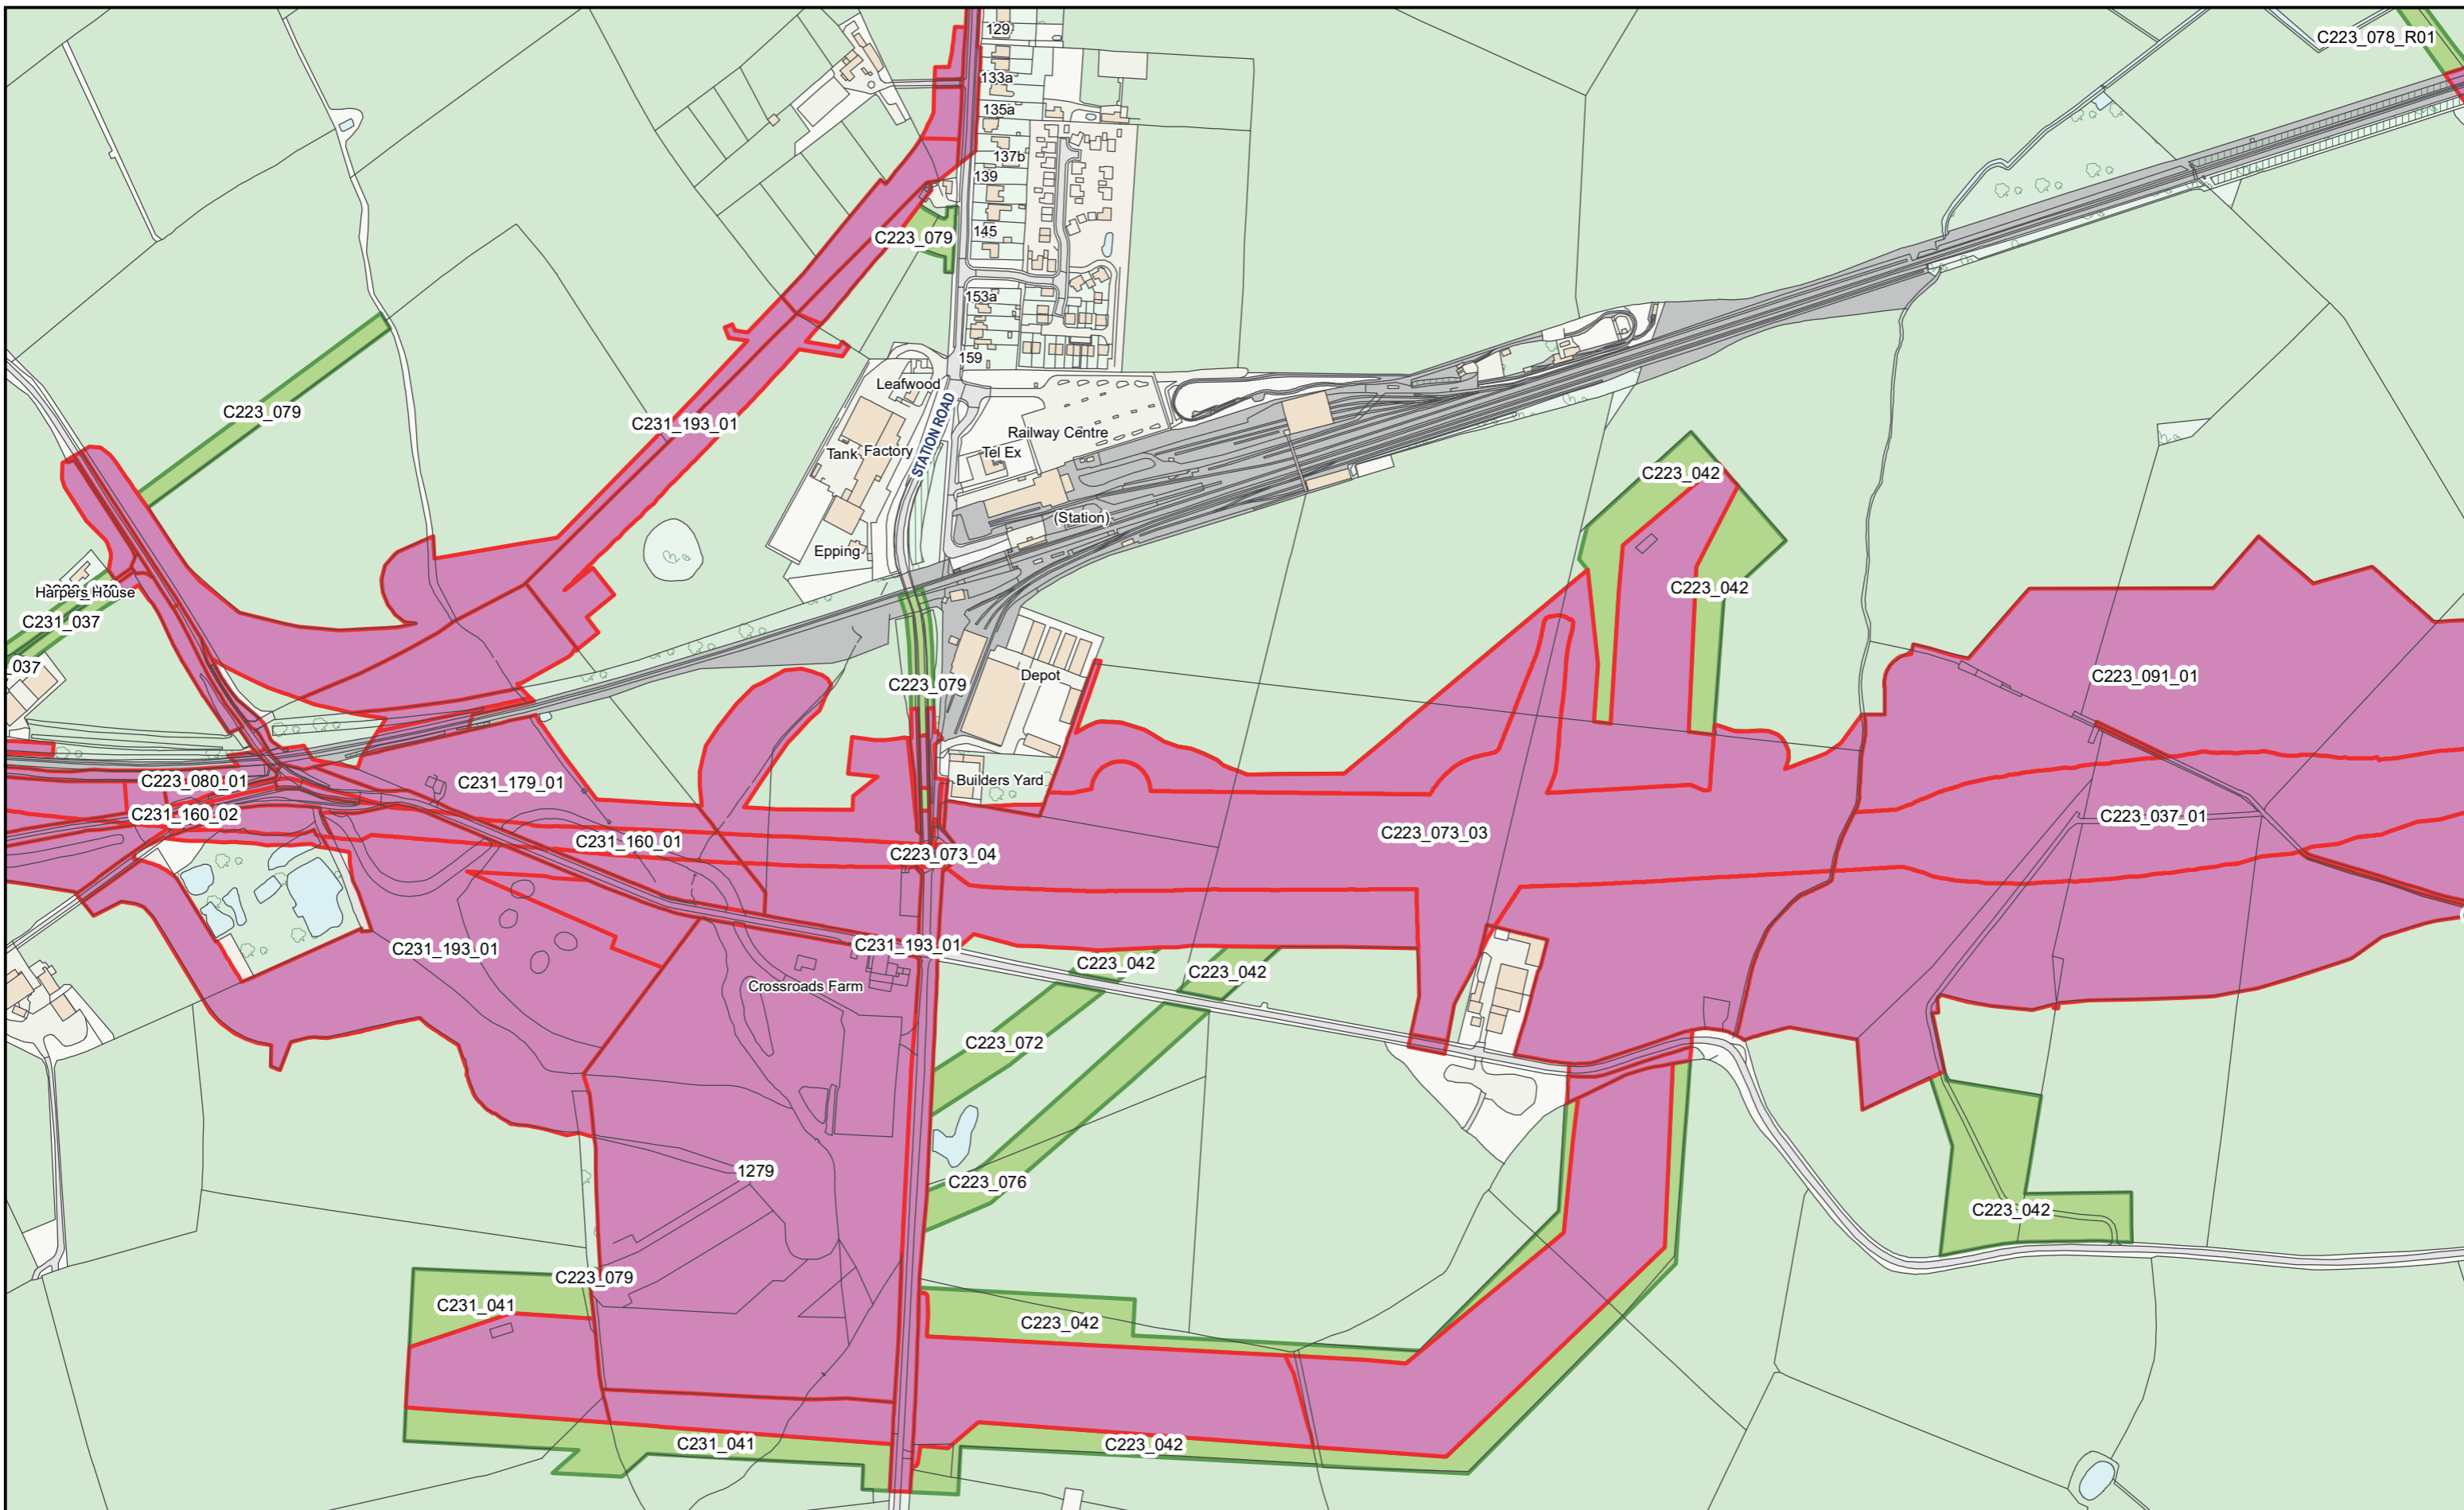 129
C223_078_R01
133a
135a
137b
139
C223_079
145
153a
159
Leafwood
C223_079
C231_193_01
STATION ROAD
Railway Centre
Tank
Factory
Tel Ex
C223_042
(Station)
Epping
C223_042
Harpers House
C231_037
037
Depot
C223_079
C223_091_01
C223_080_01
C231_179_01
Builders Yard
C231_160_02
C223_037_01
C231_160_01
C223_073_03
C223_073_04
C231_193_01
C231_193_01
C223_042
C223_042
Crossroads Farm
C223_072
1279
C223_076
C223_042
C223_079
C231_041
C223_042
C231_041
C223_042